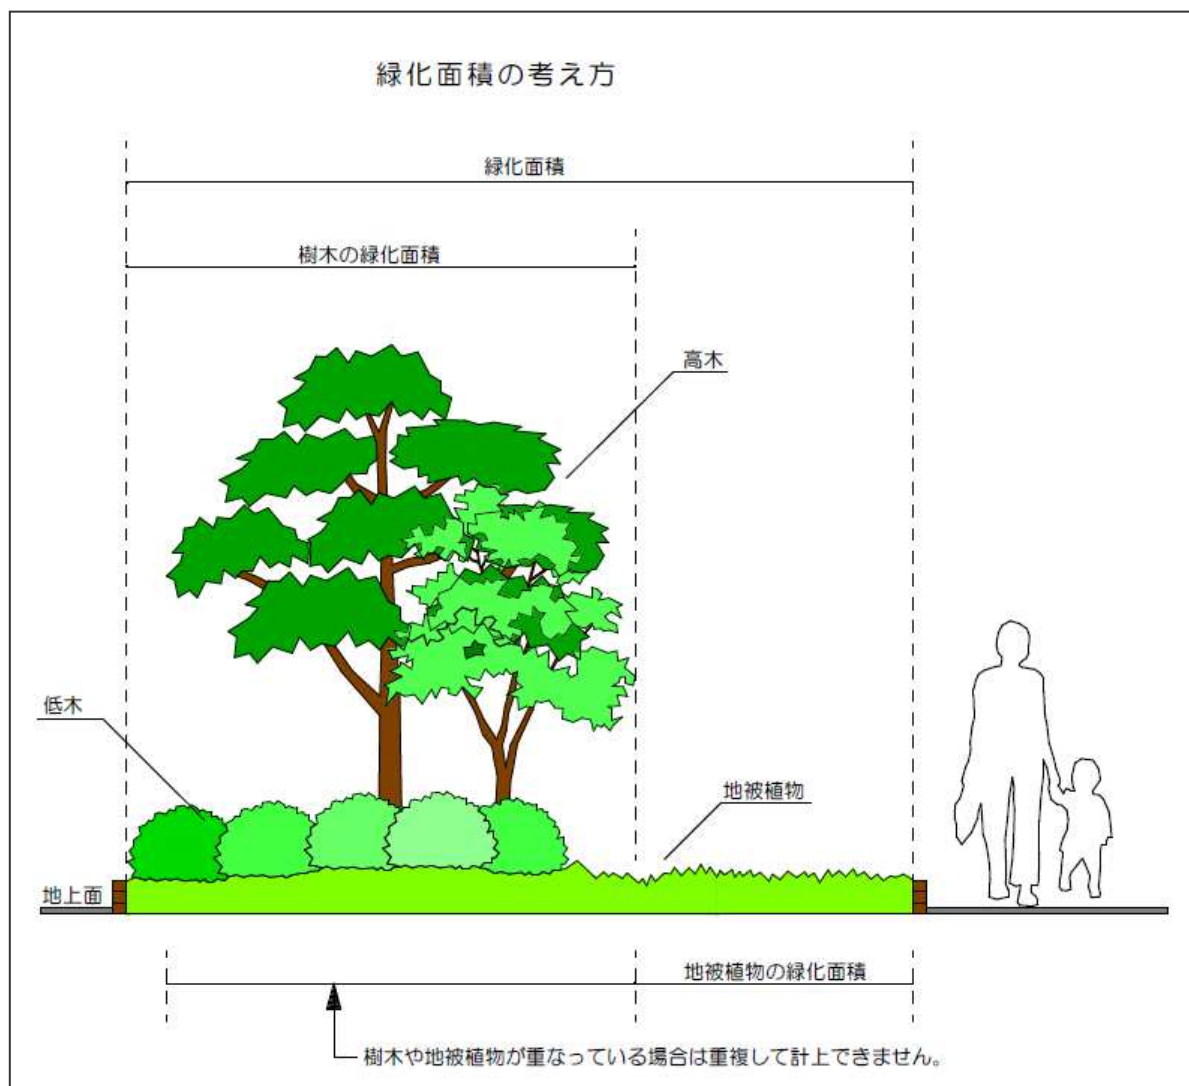 緑化面積の考え方
緑化面積
樹木の緑化面積
高木
低木
地被植物
地上面
地被植物の緑化面積
樹木や地被植物が重なっている場合は重複して計上できません。